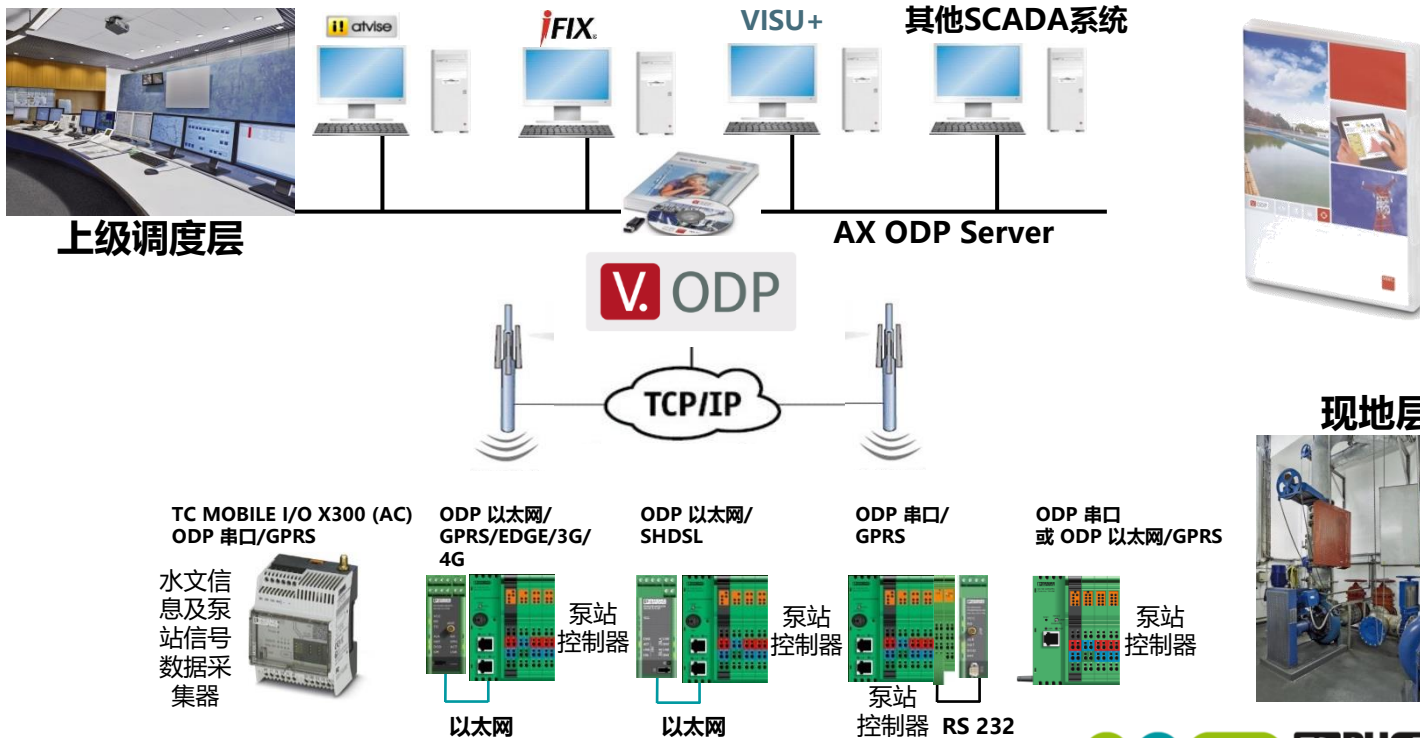 atvise
iFIX
VISU+
其他SCADA系统
上级调度层
AX ODP Server
V. ODP
TCP/IP
现地层
TC MOBILE I/O X300 (AC)
ODP 串口/GPRS
ODP 以太网/
GPRS/EDGE/3G/
4G
ODP 以太网/
SHDSL
ODP 串口/
GPRS
ODP 串口
或 ODP 以太网/GPRS
水文信
息及泵
站信号
数据采
集器
泵站
控制器
泵站
控制器
泵站
控制器
泵站
控制器
以太网
以太网
RS 232